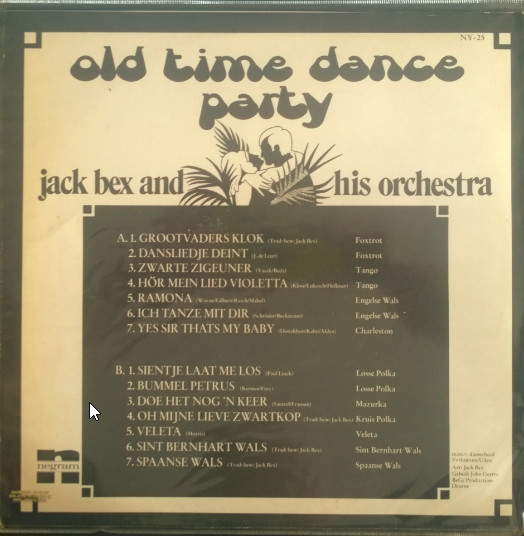 NY-25
old time dance
party
jack bex and his orchestra
A. 1. GROOTVADERS KLOK (Trad: bew: Jack Bex) Foxtrot
2. DANSLIEDJE DEINT Foxtrot
3. ZWARTE ZIGEUNER Tango
4. HÖR MEIN LIED VIOLETTA Tango
5. RAMONA Engelse Wals
6. ICH TANZE MIT DIR Engelse Wals
7. YES SIR THATS MY BABY Charleston
B. 1. SIENTJE LAAT ME LOS Losse Polka
2. BUMMEL PETRUS Losse Polka
3. DOE HET NOG 'N KEER Mazurka
4. OH MIJNE LIEVE ZWARTKOP (Trad: bew: Jack Bex) Kruis Polka
5. VELETA (Morris) Veleta
6. SINT BERNHART WALS (Trad: bew: Jack Bex) Sint Bernhart Wals
7. SPAANSE WALS (Trad: bew: Jack Bex) Spaanse Wals
negram
Arr: Jack Bex